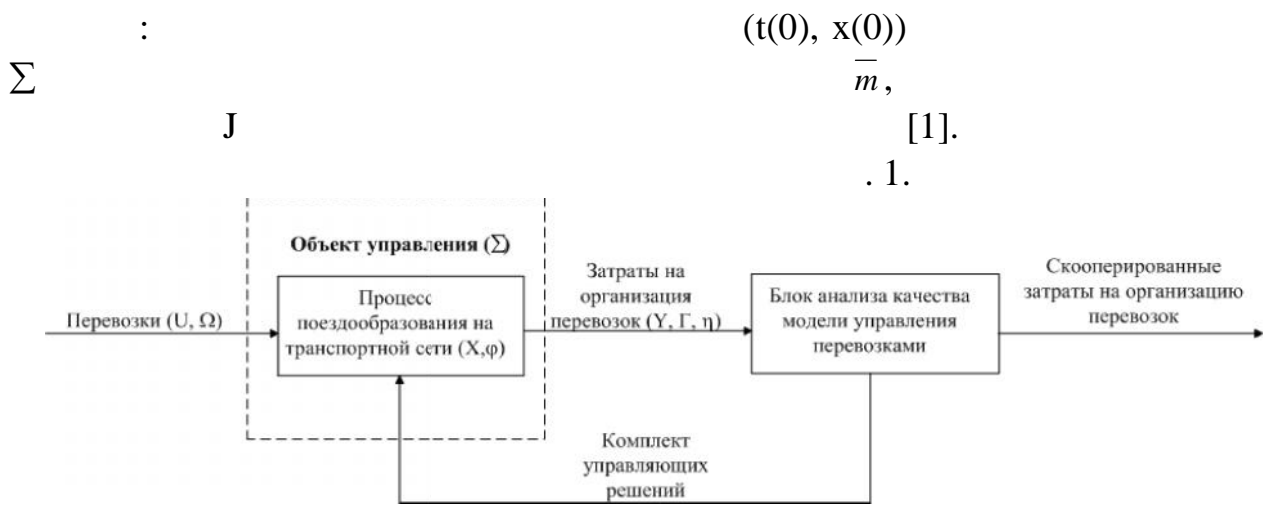 : (t(0), x(0))
∑ m̅,
J [1].
. 1.
Объект управления (∑)
Перевозки (U, Ω)
Процесс
поездообразования на
транспортной сети (X,φ)
Затраты на
организация
перевозок (Y, Γ, η)
Блок анализа качества
модели управления
перевозками
Скооперированные
затраты на организацию
перевозок
Комплект
управляющих
решений